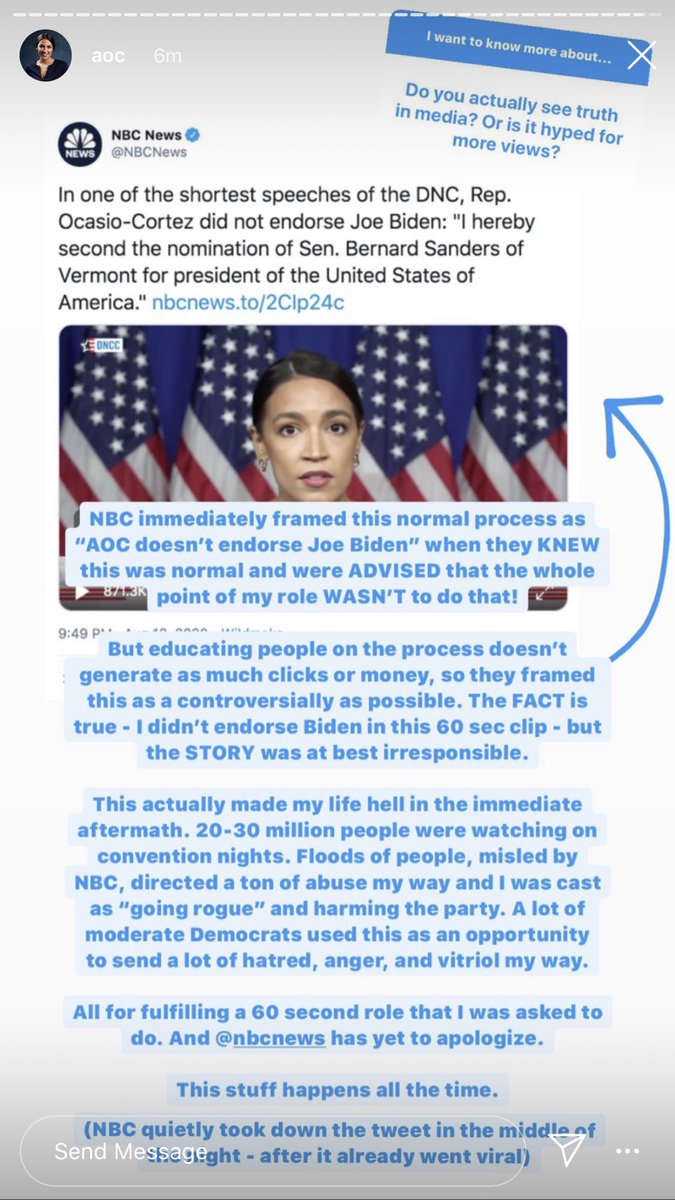 aoc 6m
I want to know more about...
Do you actually see truth
in media? Or is it hyped for
more views?
NEWS
NBC News
@NBCNews
In one of the shortest speeches of the DNC, Rep.
Ocasio-Cortez did not endorse Joe Biden: "I hereby
second the nomination of Sen. Bernard Sanders of
Vermont for president of the United States of
America." nbcnews.to/2Clp24c
DNCC
NBC immediately framed this normal process as
“AOC doesn’t endorse Joe Biden” when they KNEW
this was normal and were ADVISED that the whole
point of my role WASN’T to do that!
871.3K
9:49
But educating people on the process doesn’t
generate as much clicks or money, so they framed
this as a controversially as possible. The FACT is
true - I didn’t endorse Biden in this 60 sec clip - but
the STORY was at best irresponsible.
This actually made my life hell in the immediate
aftermath. 20-30 million people were watching on
convention nights. Floods of people, misled by
NBC, directed a ton of abuse my way and I was cast
as “going rogue” and harming the party. A lot of
moderate Democrats used this as an opportunity
to send a lot of hatred, anger, and vitriol my way.
All for fulfilling a 60 second role that I was asked to
do. And @nbcnews has yet to apologize.
This stuff happens all the time.
(NBC quietly took down the tweet in the middle of
the night - after it already went viral)
Send Message